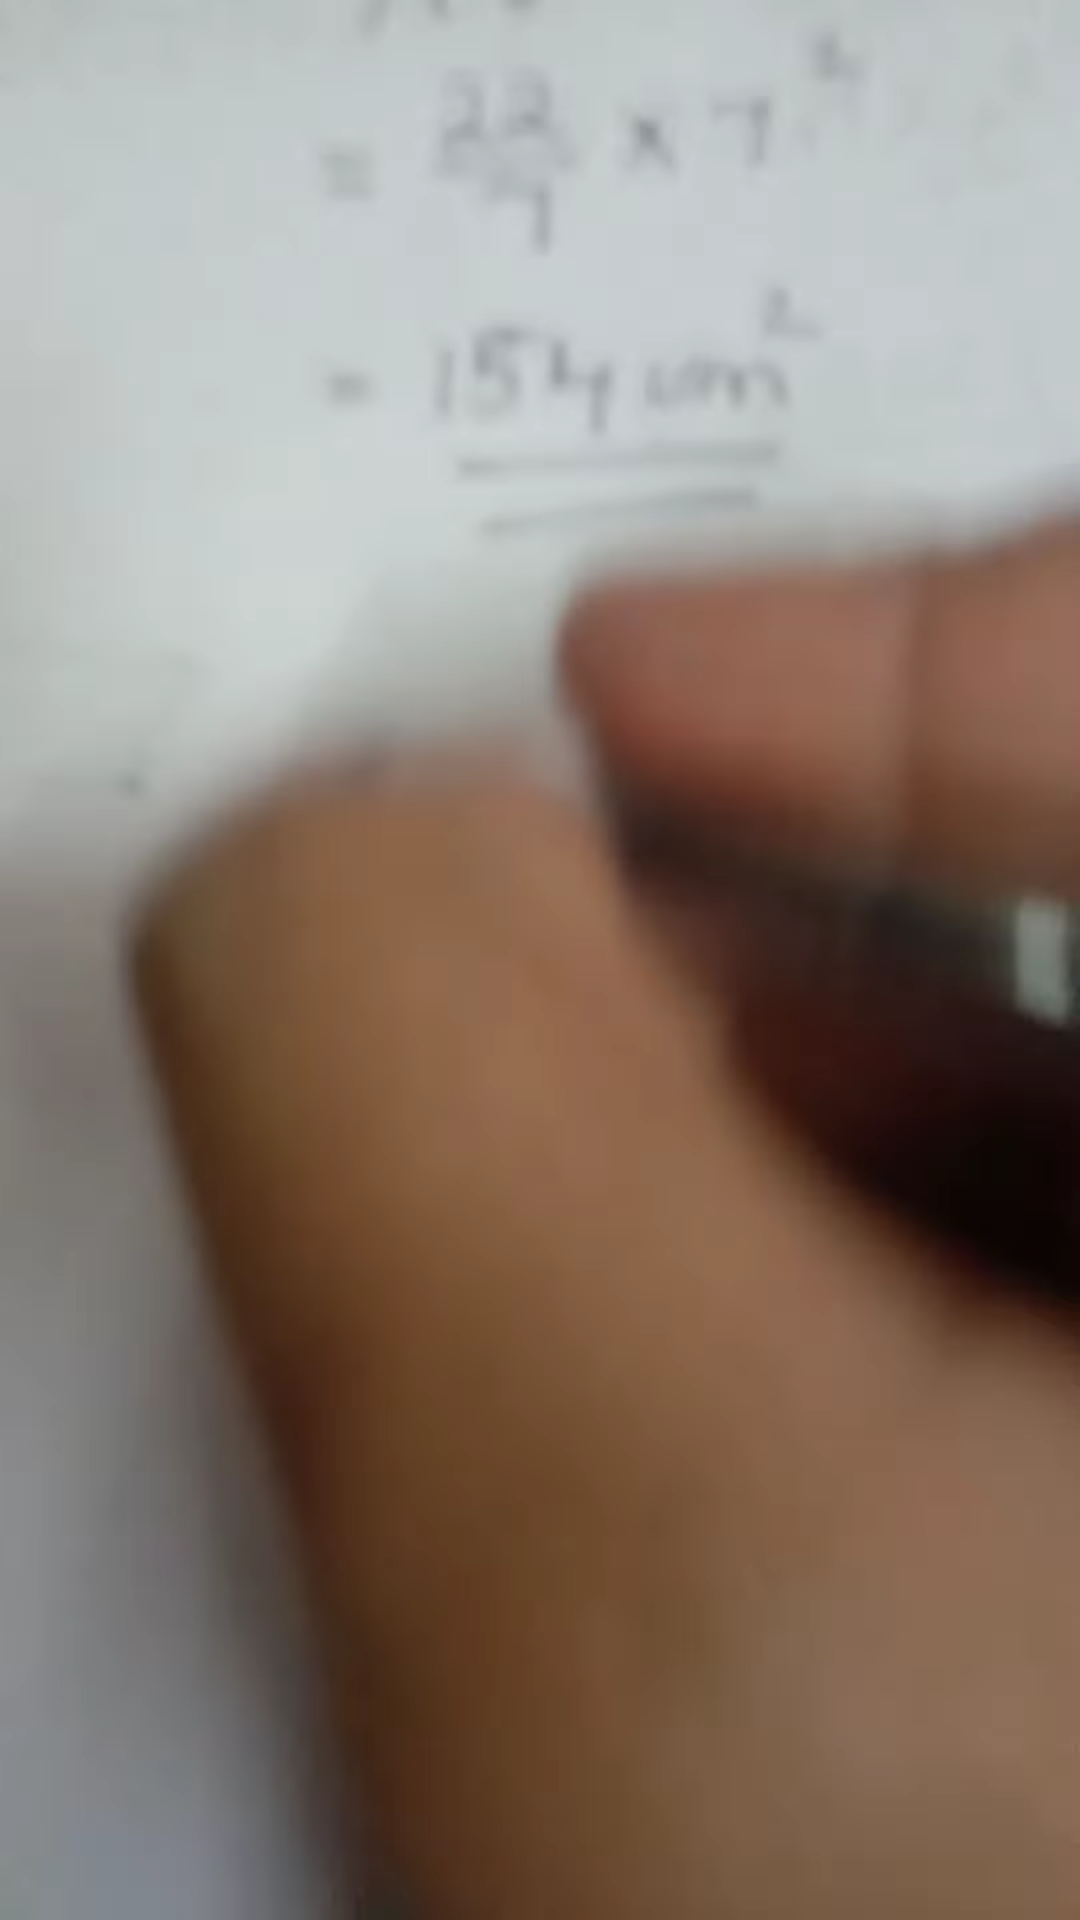 = 22/7 × 7²
= 154 cm²